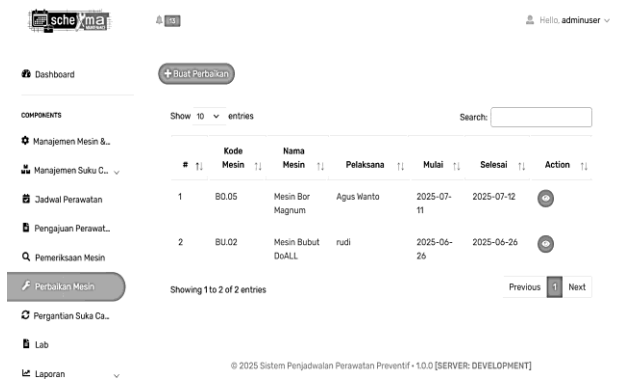 scheyma
13
Hello, adminuser
Dashboard
+ Buat Perbaikan
COMPONENTS
Show 10 entries
Search:
Manajemen Mesin &..
Manajemen Suku C...
Jadwal Perawatan
Pengajuan Perawat...
Pemeriksaan Mesin
Perbaikan Mesin
Pergantian Suka Ca...
Lab
Laporan
# Kode Mesin Nama Mesin Pelaksana Mulai Selesai Action
1 BO.05 Mesin Bor Magnum Agus Wanto 2025-07-11 2025-07-12
2 BU.02 Mesin Bubut DoALL rudi 2025-06-26 2025-06-26
Showing 1 to 2 of 2 entries
Previous 1 Next
© 2025 Sistem Penjadwalan Perawatan Preventif • 1.0.0 [SERVER: DEVELOPMENT]